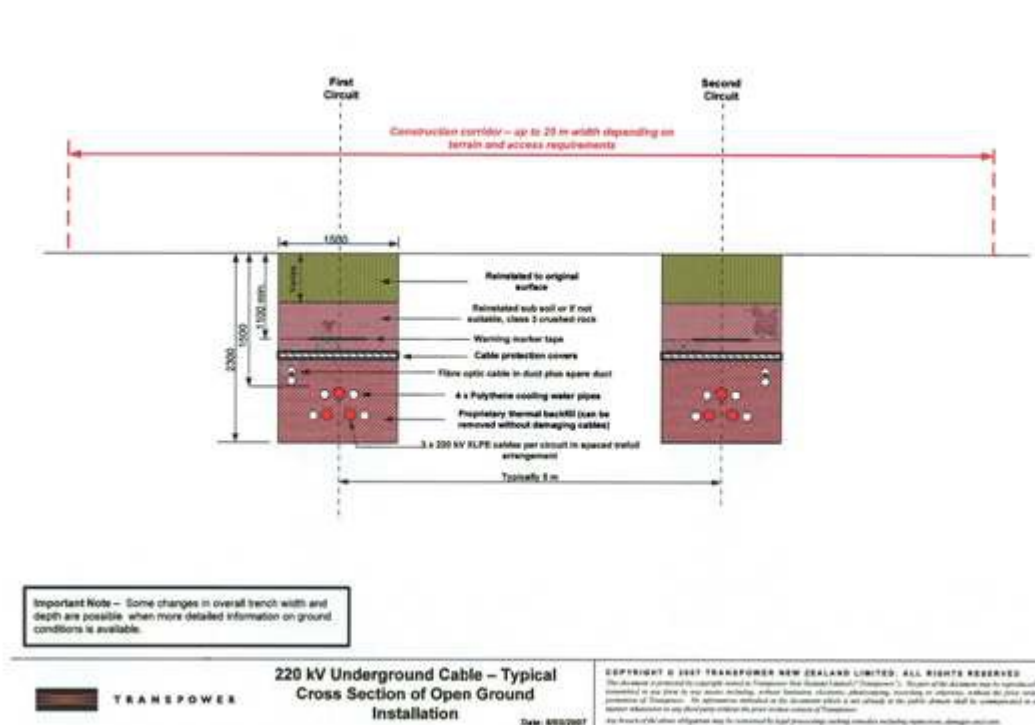 First
Circuit
Second
Circuit
Construction corridor – up to 25 m width depending on
terrain and access requirements
1500
Varies
1100 min
1500
2300
Reinstated to original
surface
Reinstated sub soil or if not
suitable, class 3 crushed rock
Warning marker tape
Cable protection covers
Fibre optic cable in duct plus spare duct
4 x Polythene cooling water pipes
Proprietary thermal backfill (can be
removed without damaging cables)
3 x 220 kV XLPE cables per circuit in spaced trefoil
arrangement
Typically 5 m
Important Note – Some changes in overall trench width and
depth are possible when more detailed information on ground
conditions is available.
TRANSPOWER
220 kV Underground Cable – Typical
Cross Section of Open Ground
Installation
Date: 2007
COPYRIGHT © 2007 TRANSPOWER NEW ZEALAND LIMITED. ALL RIGHTS RESERVED